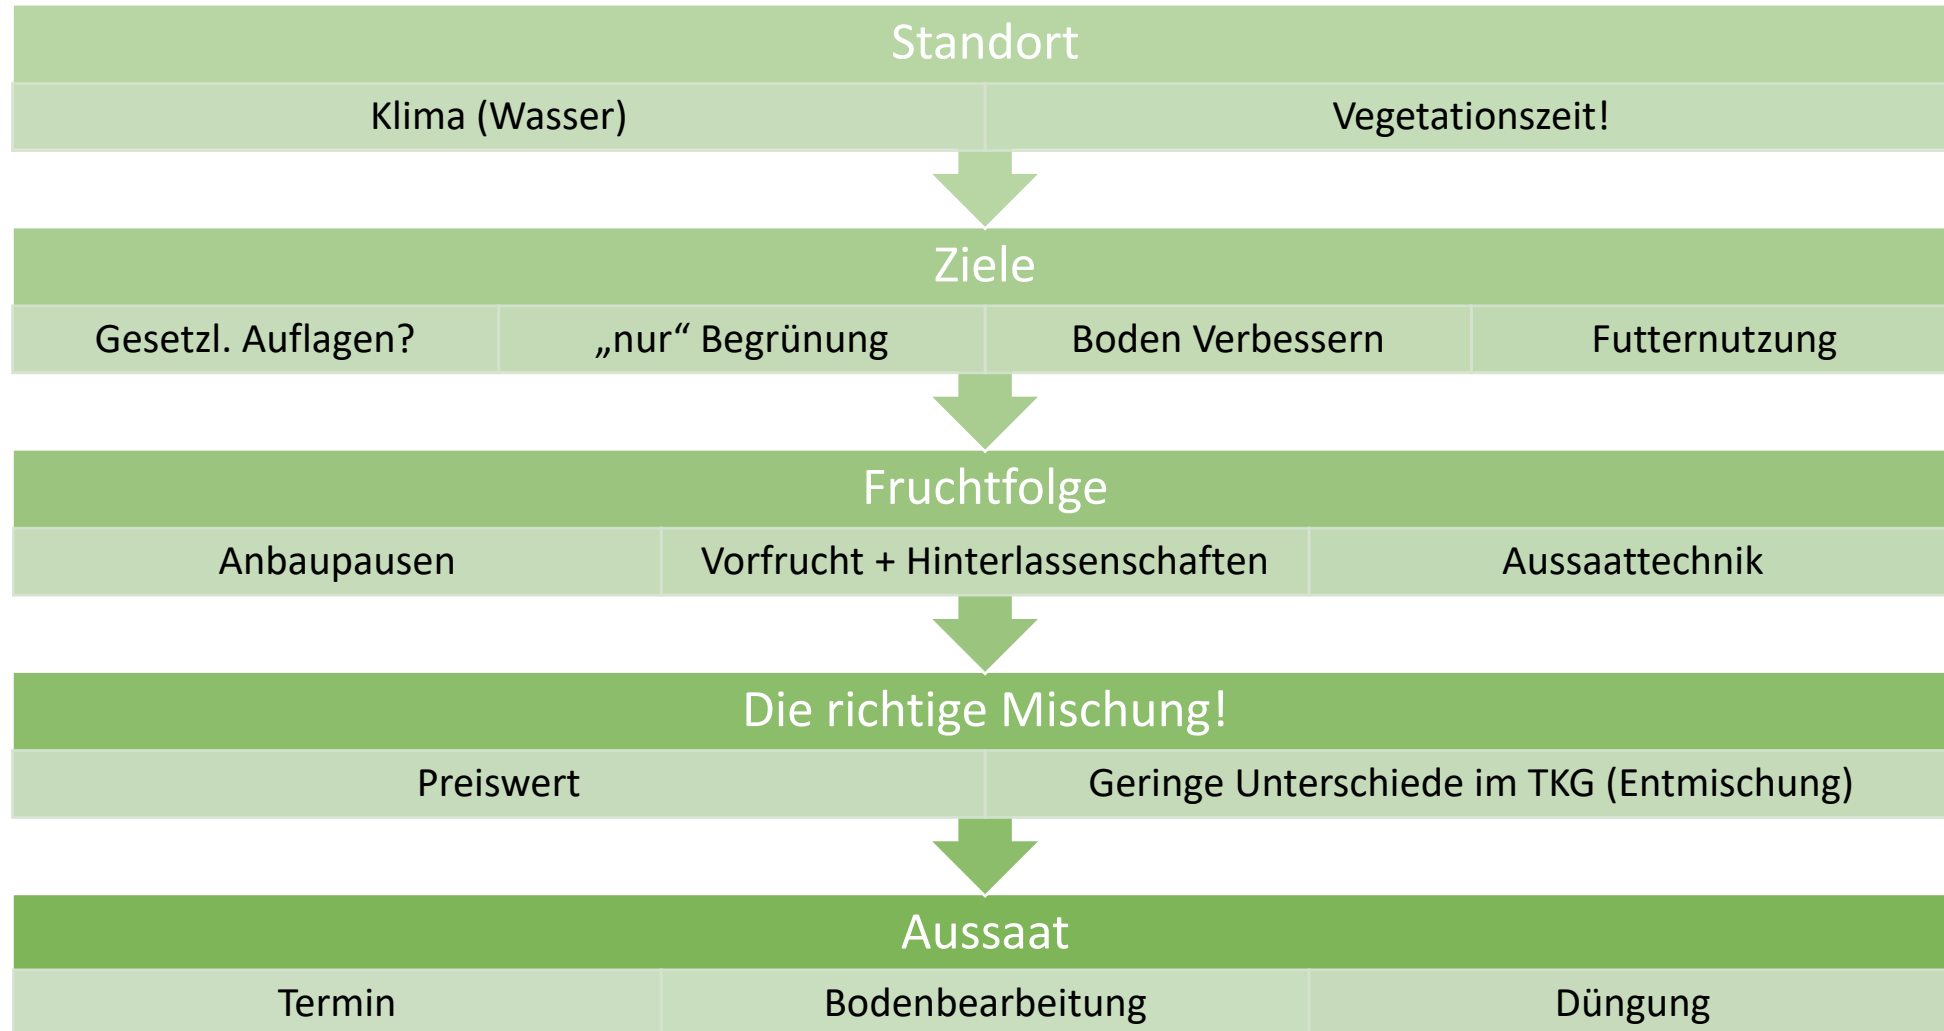 Standort
Klima (Wasser)
Vegetationszeit!
Ziele
Gesetzl. Auflagen?
„nur“ Begrünung
Boden Verbessern
Futternutzung
Fruchtfolge
Anbaupausen
Vorfrucht + Hinterlassenschaften
Aussaattechnik
Die richtige Mischung!
Preiswert
Geringe Unterschiede im TKG (Entmischung)
Aussaat
Termin
Bodenbearbeitung
Düngung